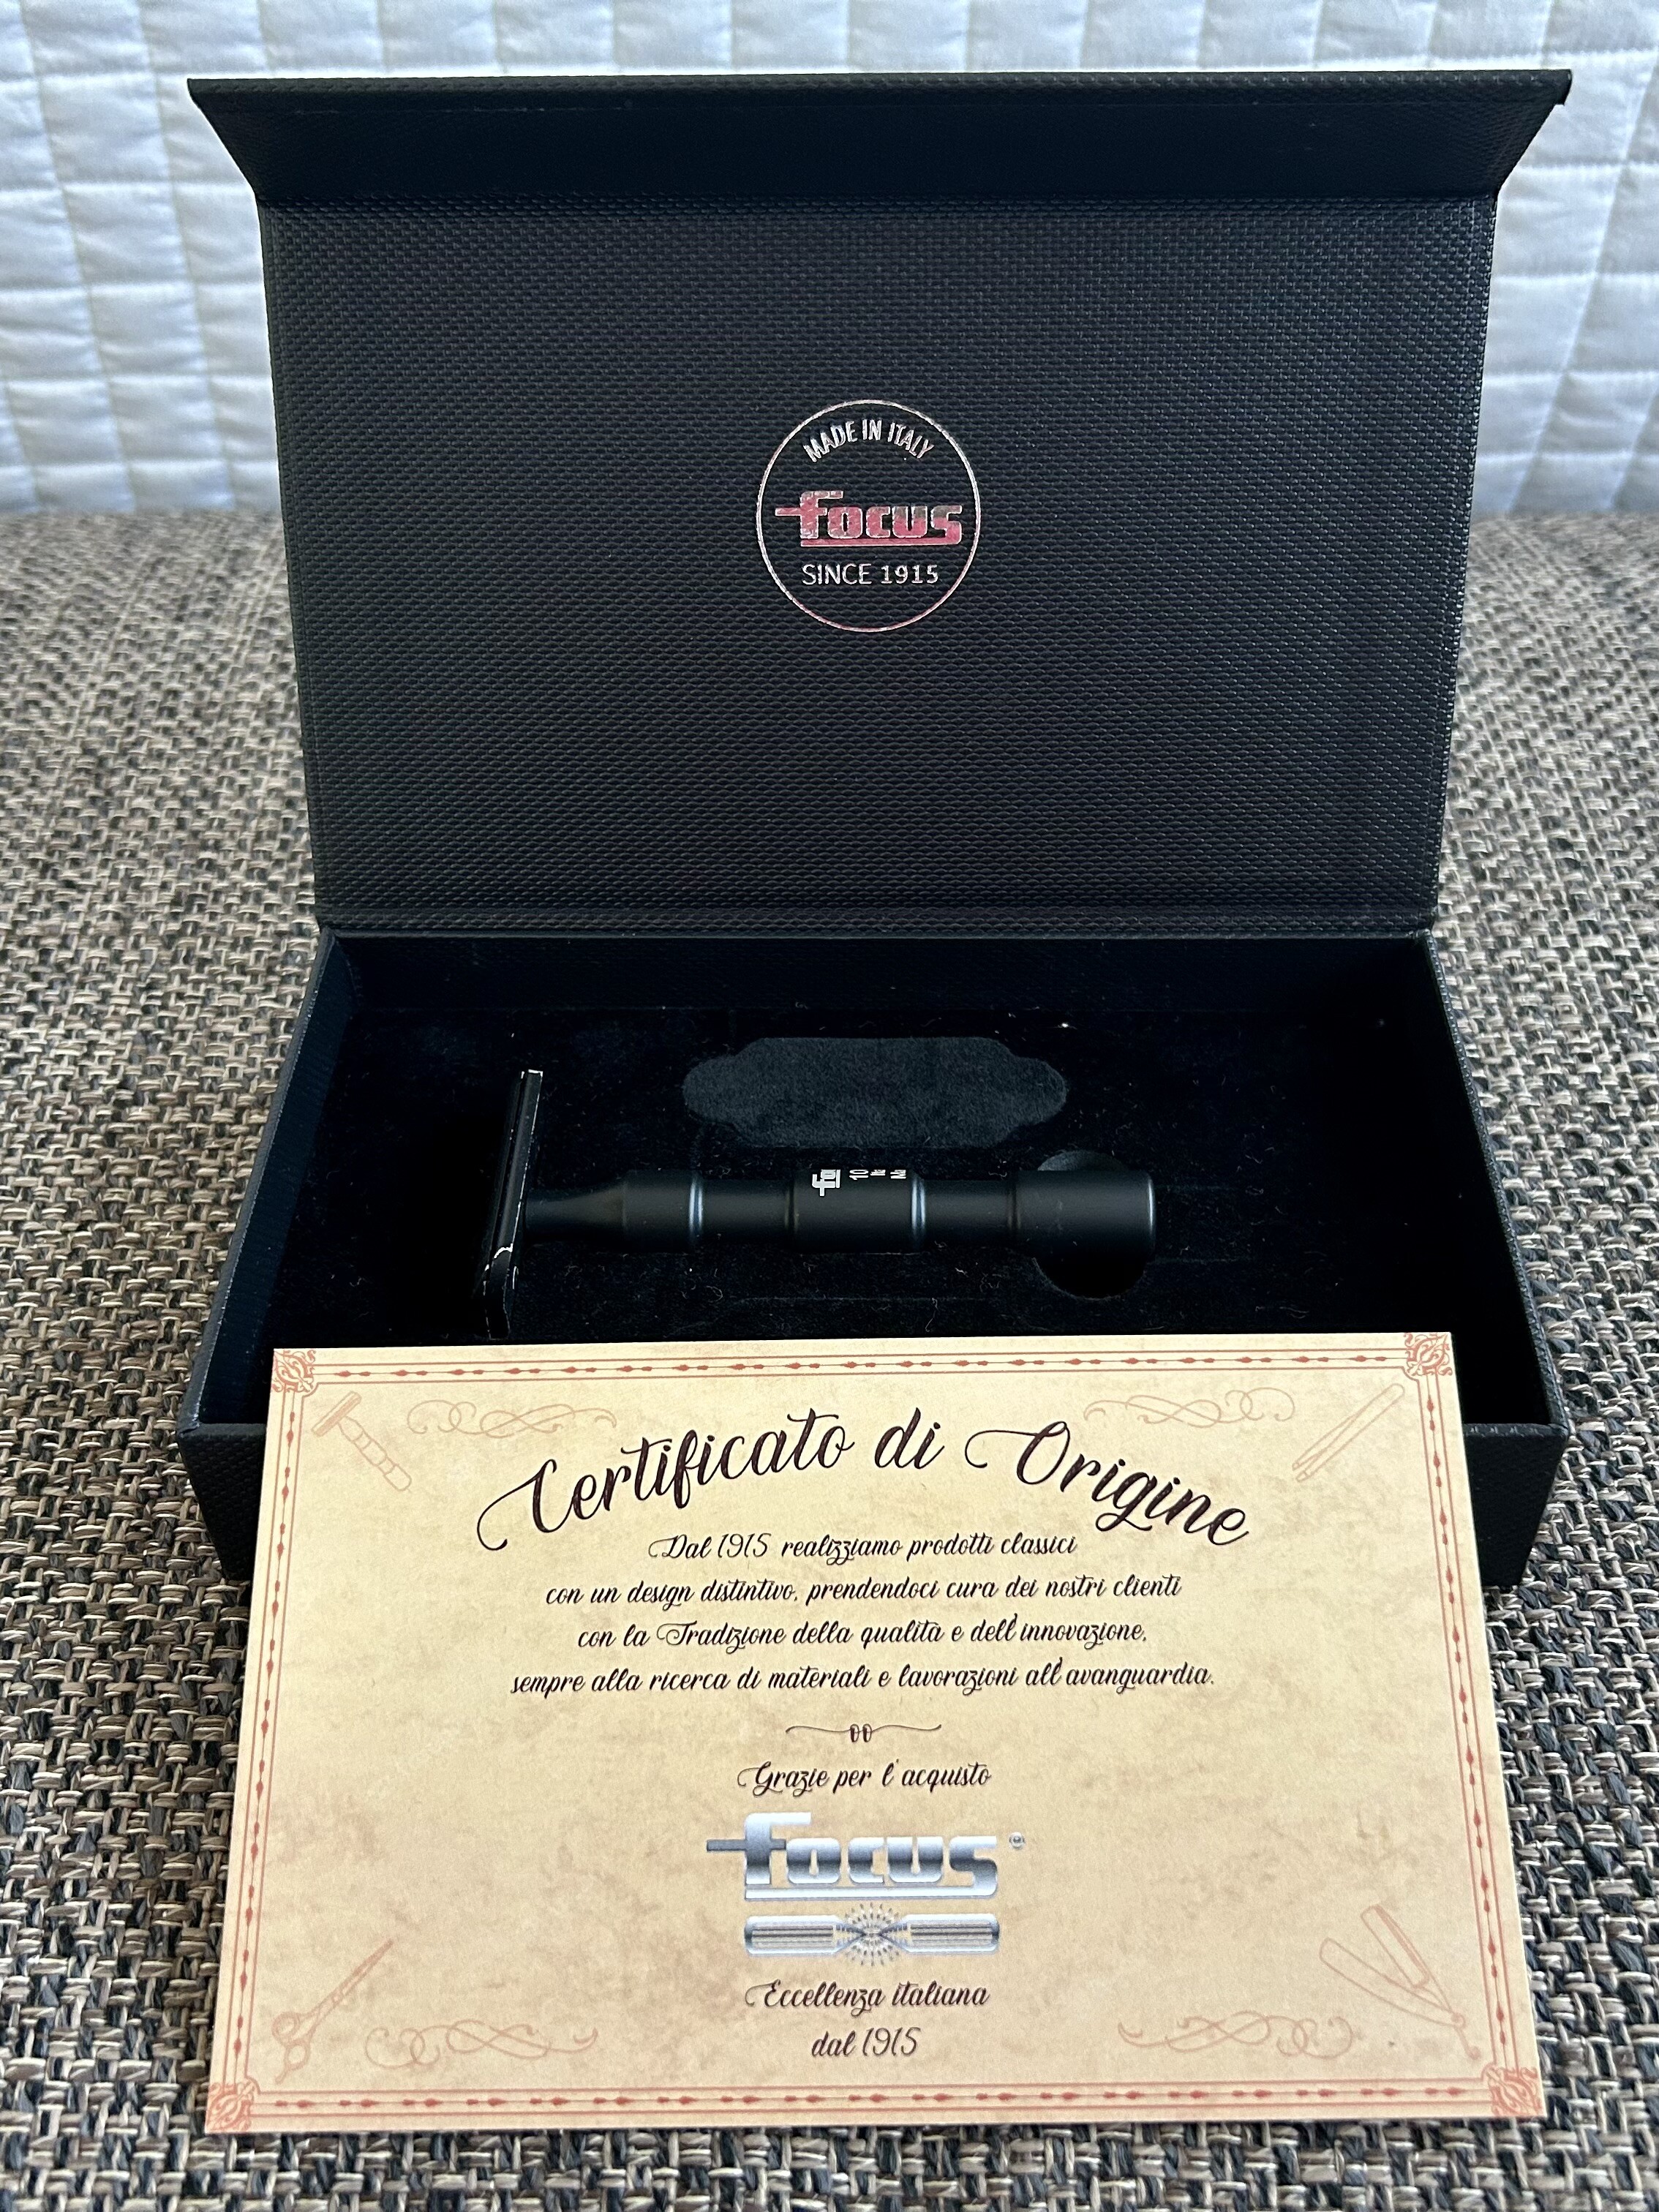 MADE IN ITALY
focus
SINCE 1915
10
Certificato di Origine
Dal 1915 realizziamo prodotti classici
con un design distintivo, prendendoci cura dei nostri clienti
con la Tradizione della qualità e dell'innovazione,
sempre alla ricerca di materiali e lavorazioni all'avanguardia.
Grazie per l'acquisto
focus®
Eccellenza italiana
dal 1915